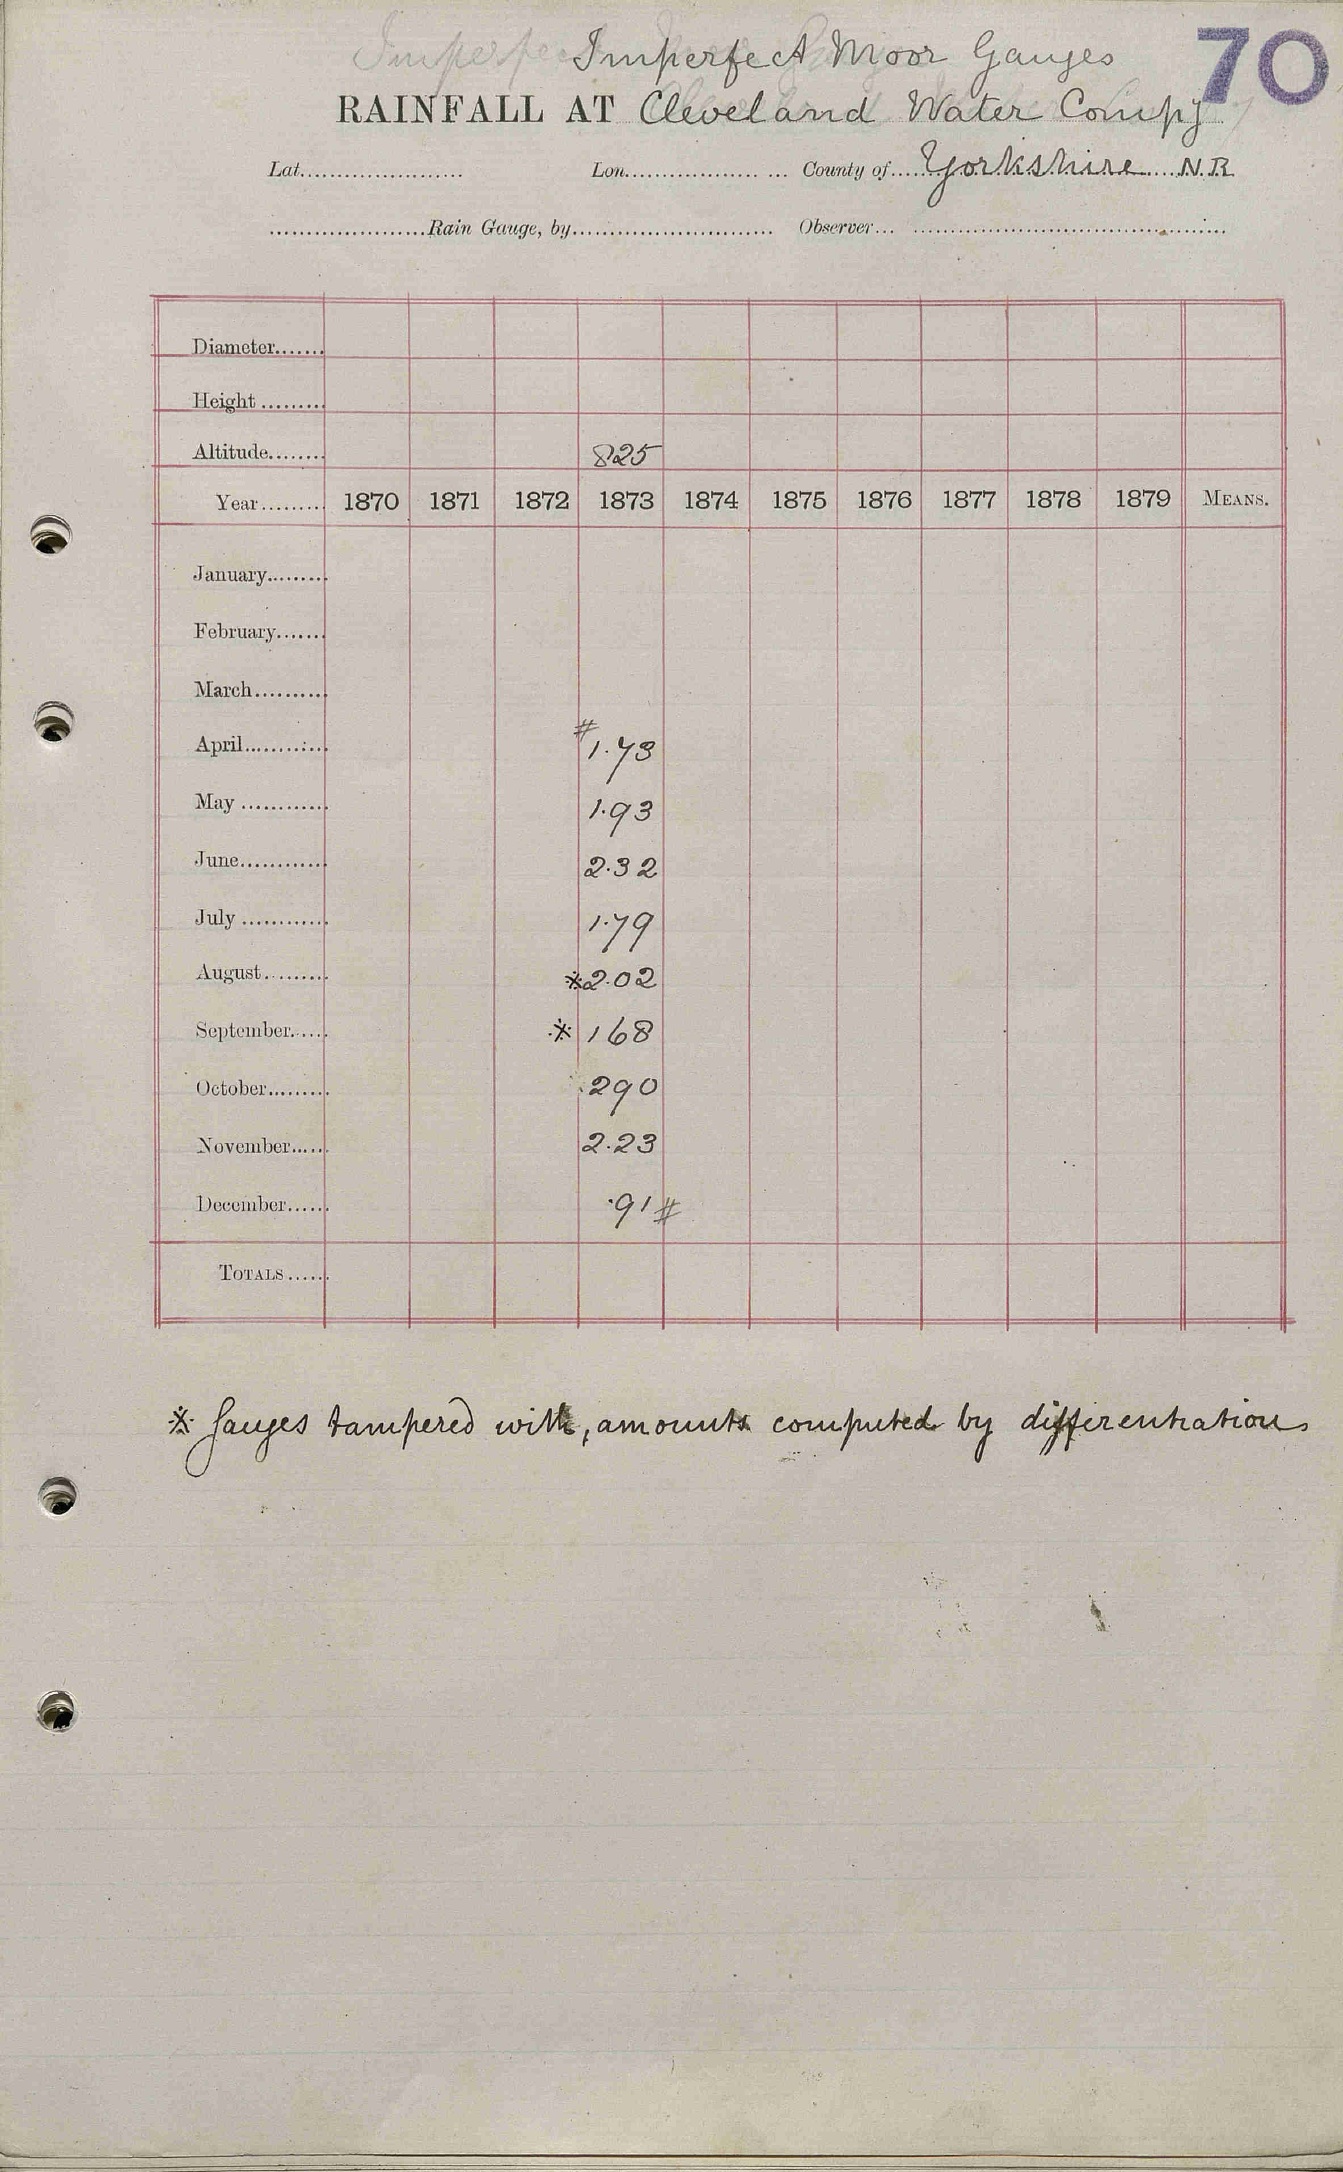 Imperfect Moor Gauges
70
RAINFALL AT Cleveland Water Compy
Lat. Lon. County of Yorkshire N.R
Rain Gauge, by Observer
Diameter
Height
Altitude 825
Year 1870 1871 1872 1873 1874 1875 1876 1877 1878 1879 MEANS.
January
February
March
April # 1.73
May 1.93
June 2.32
July 1.79
August ※ 2.02
September ※ 168
October 290
November 2.23
December .91 #
TOTALS
※ Gauges tampered with, amounts computed by differentiation